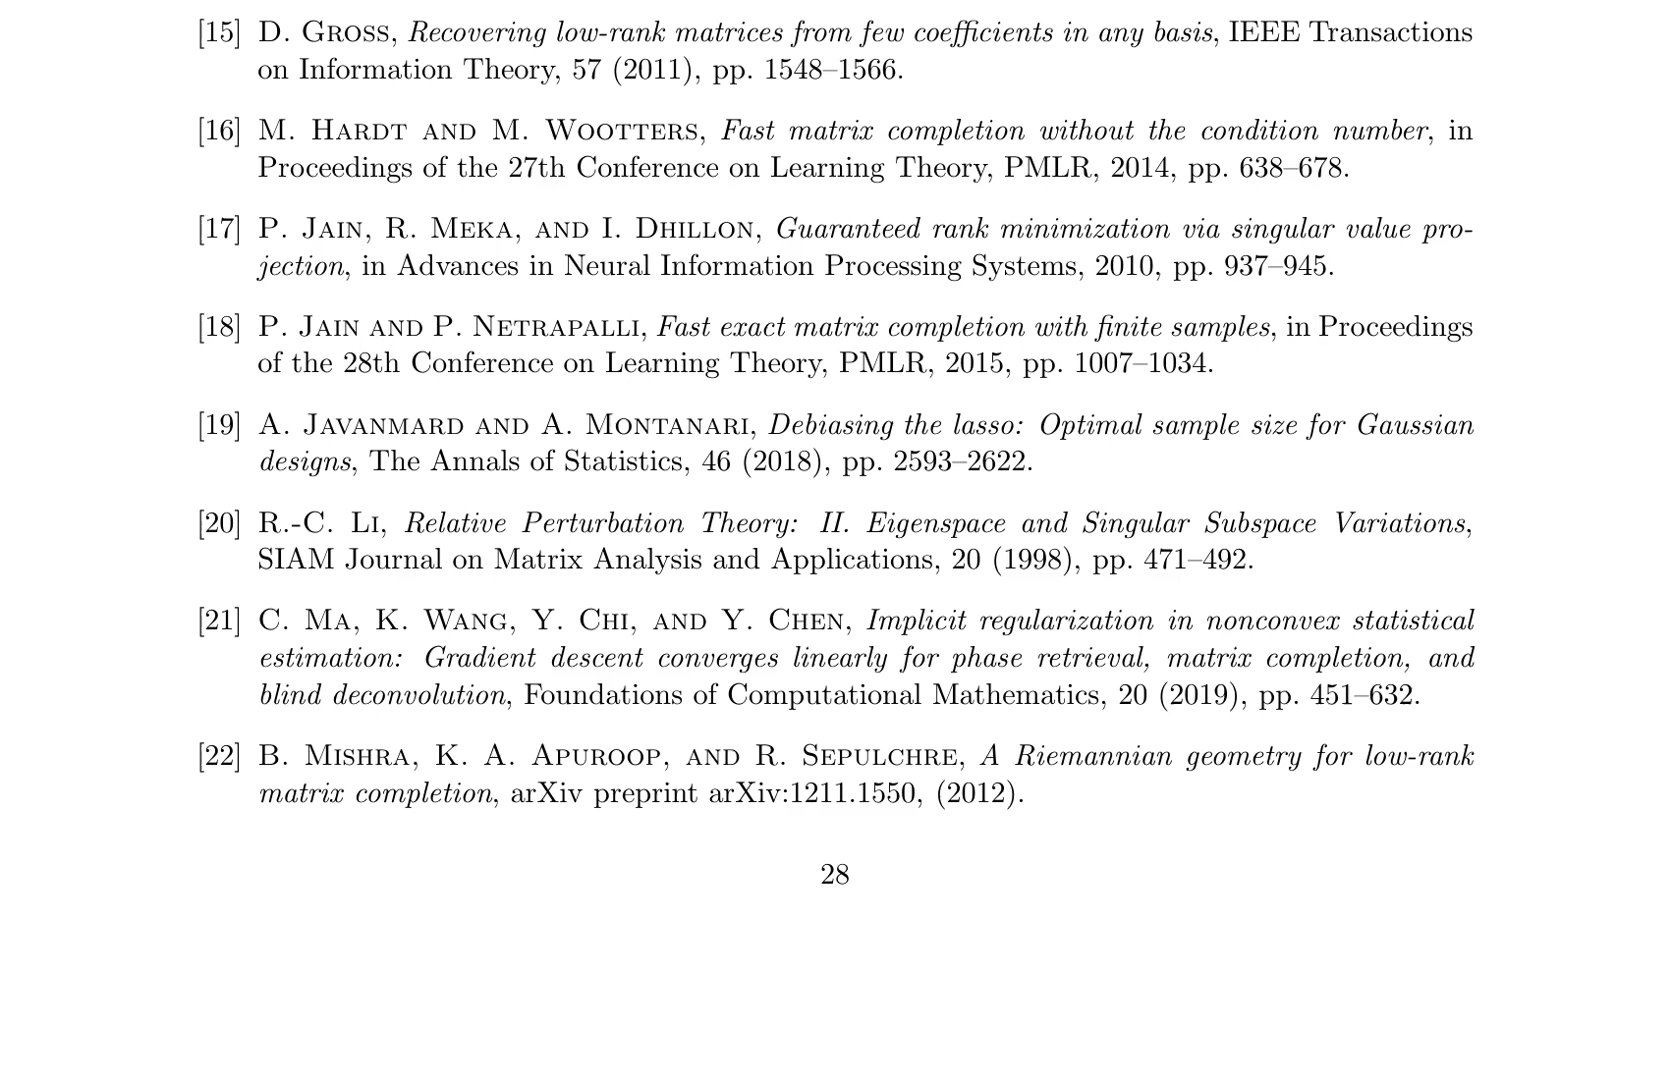 [15] D. Gross, Recovering low-rank matrices from few coefficients in any basis, IEEE Transactions
on Information Theory, 57 (2011), pp. 1548–1566.
[16] M. Hardt and M. Wootters, Fast matrix completion without the condition number, in
Proceedings of the 27th Conference on Learning Theory, PMLR, 2014, pp. 638–678.
[17] P. Jain, R. Meka, and I. Dhillon, Guaranteed rank minimization via singular value pro-
jection, in Advances in Neural Information Processing Systems, 2010, pp. 937–945.
[18] P. Jain and P. Netrapalli, Fast exact matrix completion with finite samples, in Proceedings
of the 28th Conference on Learning Theory, PMLR, 2015, pp. 1007–1034.
[19] A. Javanmard and A. Montanari, Debiasing the lasso: Optimal sample size for Gaussian
designs, The Annals of Statistics, 46 (2018), pp. 2593–2622.
[20] R.-C. Li, Relative Perturbation Theory: II. Eigenspace and Singular Subspace Variations,
SIAM Journal on Matrix Analysis and Applications, 20 (1998), pp. 471–492.
[21] C. Ma, K. Wang, Y. Chi, and Y. Chen, Implicit regularization in nonconvex statistical
estimation: Gradient descent converges linearly for phase retrieval, matrix completion, and
blind deconvolution, Foundations of Computational Mathematics, 20 (2019), pp. 451–632.
[22] B. Mishra, K. A. Apuroop, and R. Sepulchre, A Riemannian geometry for low-rank
matrix completion, arXiv preprint arXiv:1211.1550, (2012).
28